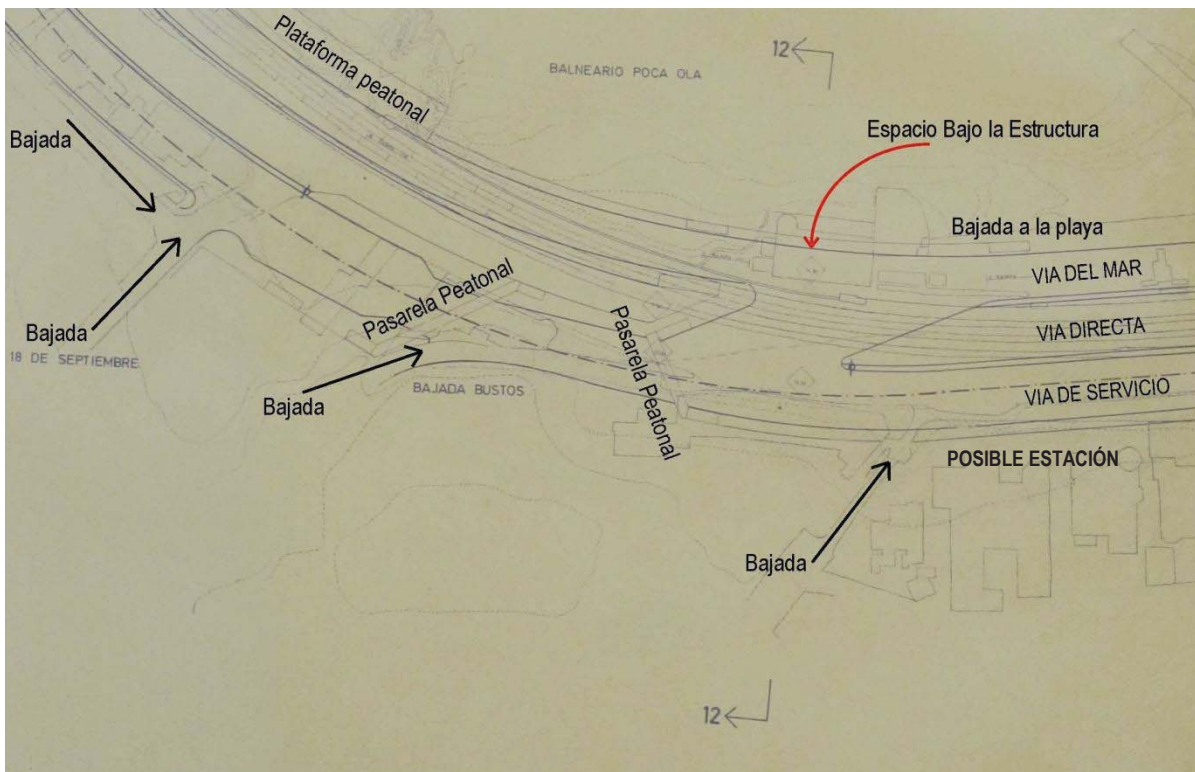 Plataforma peatonal
12
BALNEARIO POCA OLA
Bajada
Espacio Bajo la Estructura
Bajada a la playa
VIA DEL MAR
Pasarela Peatonal
Pasarela Peatonal
VIA DIRECTA
Bajada
18 DE SEPTIEMBRE
Bajada
BAJADA BUSTOS
VIA DE SERVICIO
POSIBLE ESTACIÓN
Bajada
12